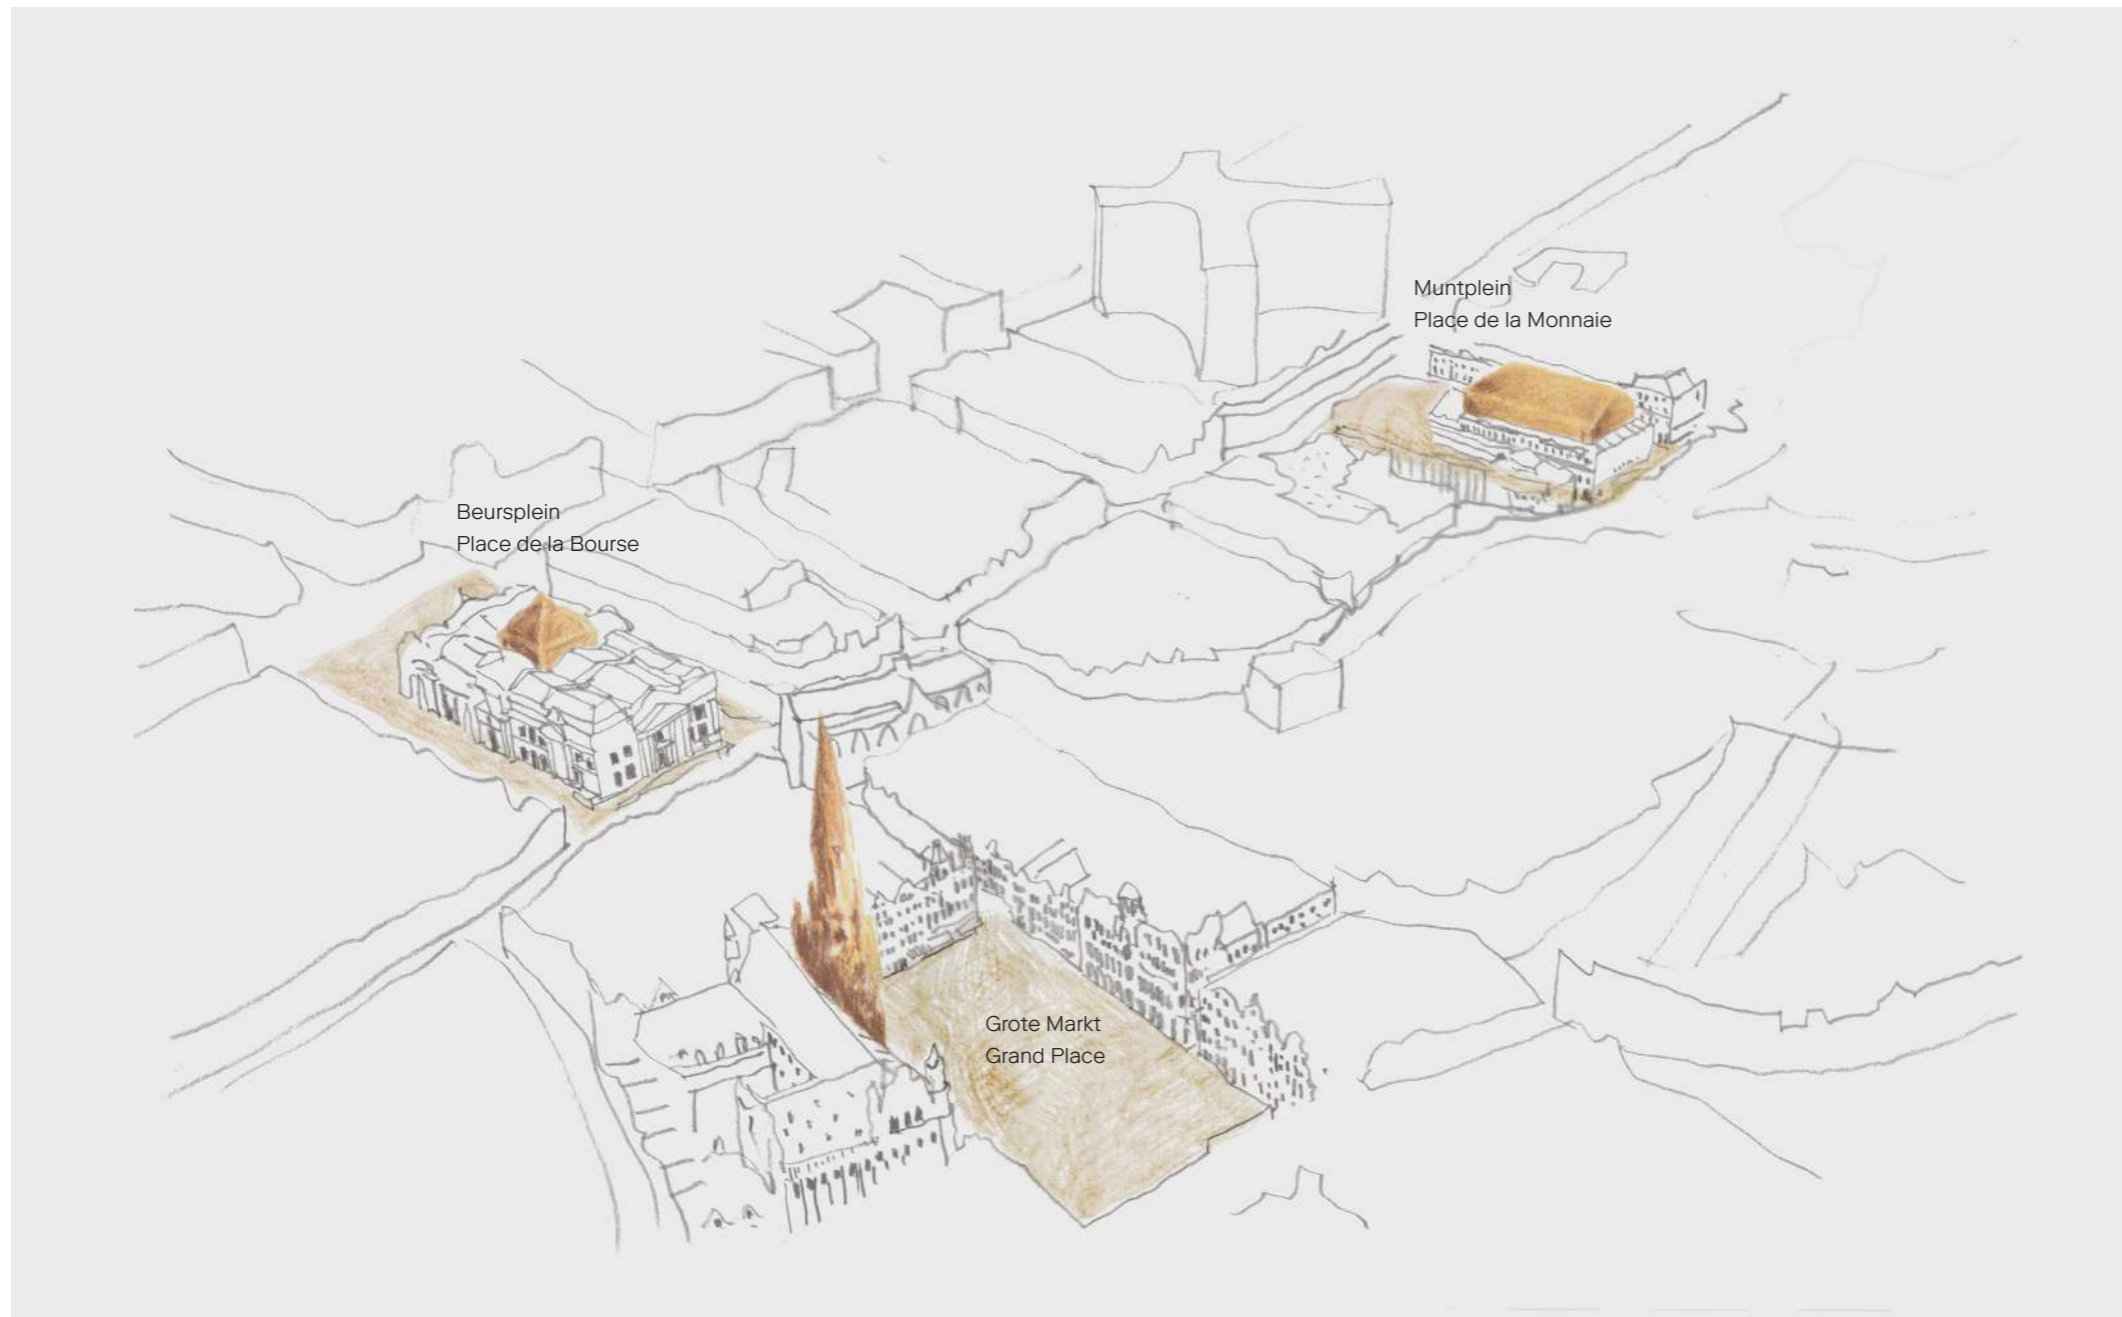 Muntplein
Place de la Monnaie
Beursplein
Place de la Bourse
Grote Markt
Grand Place